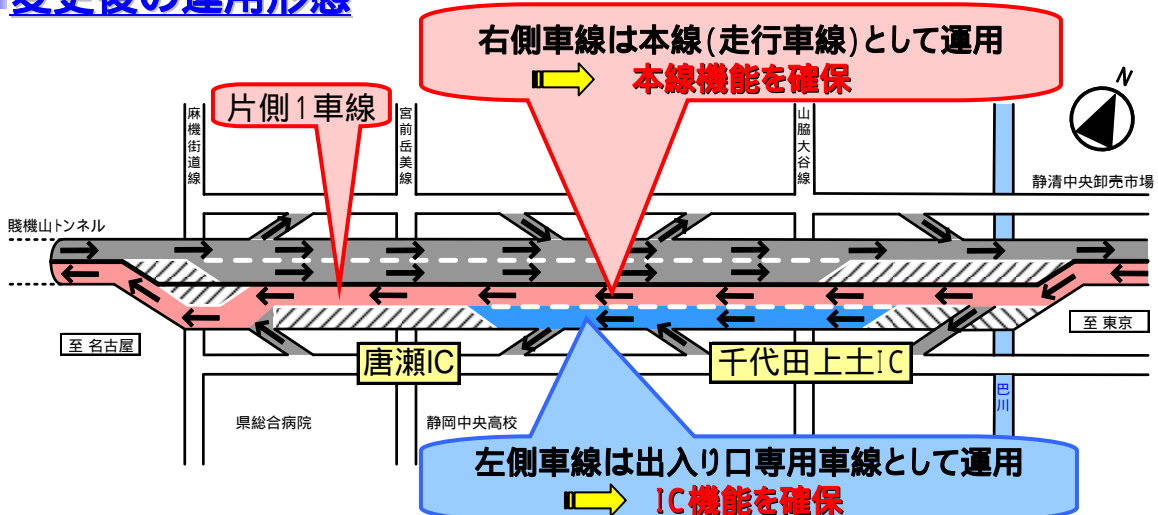 変更後の運用形態
右側車線は本線(走行車線)として運用
本線機能を確保
片側1車線
麻機街道線
宮前岳美線
山脇大谷線
N
静清中央卸売市場
賤機山トンネル
至 名古屋
至 東京
唐瀬IC
千代田上土IC
巴川
県総合病院
静岡中央高校
左側車線は出入り口専用車線として運用
IC機能を確保